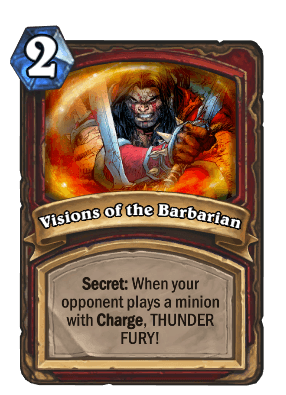 2
Visions of the Barbarian
Secret: When your
opponent plays a minion
with Charge, THUNDER
FURY!